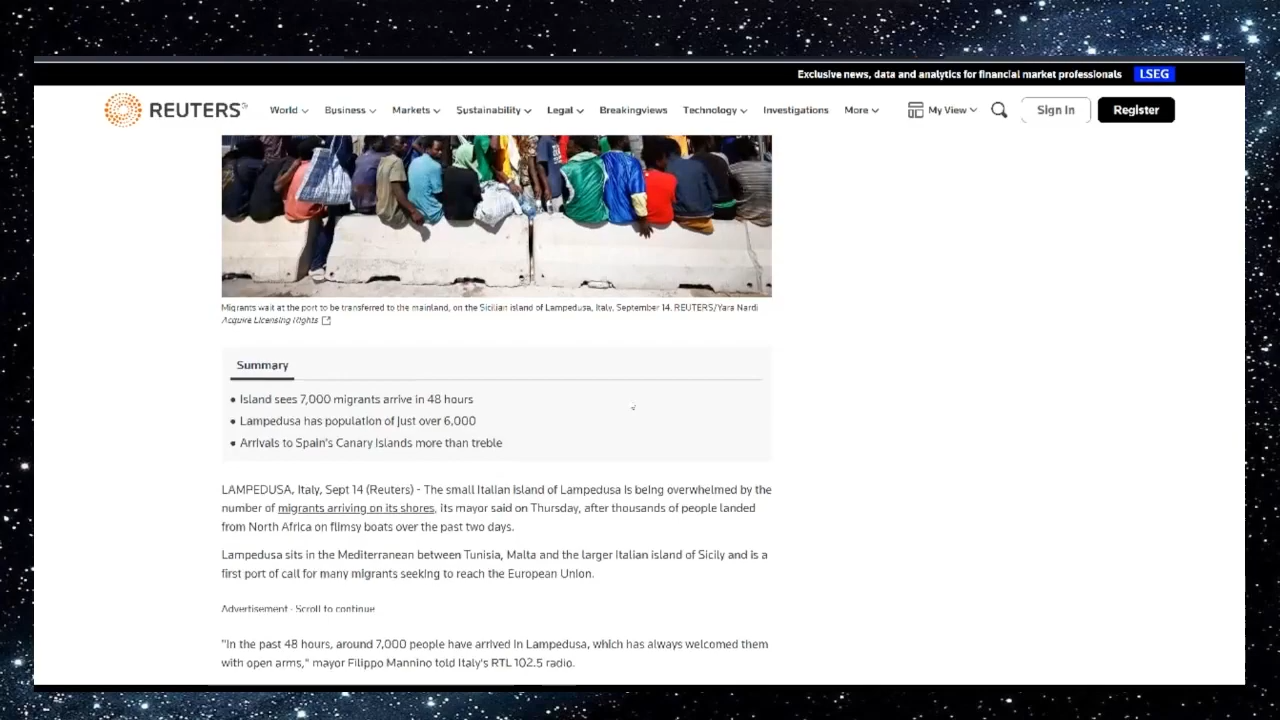 Exclusive news, data and analytics for financial market professionals LSEG
REUTERS World Business Markets Sustainability Legal Breakingviews Technology Investigations More My View Sign In Register
Migrants wait at the port to be transferred to the mainland, on the Sicilian island of Lampedusa, Italy, September 14. REUTERS/Yara Nardi
Acquire Licensing Rights
Summary
• Island sees 7,000 migrants arrive in 48 hours
• Lampedusa has population of just over 6,000
• Arrivals to Spain's Canary Islands more than treble
LAMPEDUSA, Italy, Sept 14 (Reuters) - The small Italian island of Lampedusa is being overwhelmed by the
number of migrants arriving on its shores, its mayor said on Thursday, after thousands of people landed
from North Africa on flimsy boats over the past two days.
Lampedusa sits in the Mediterranean between Tunisia, Malta and the larger Italian island of Sicily and is a
first port of call for many migrants seeking to reach the European Union.
Advertisement · Scroll to continue
"In the past 48 hours, around 7,000 people have arrived in Lampedusa, which has always welcomed them
with open arms," mayor Filippo Mannino told Italy's RTL 102.5 radio.